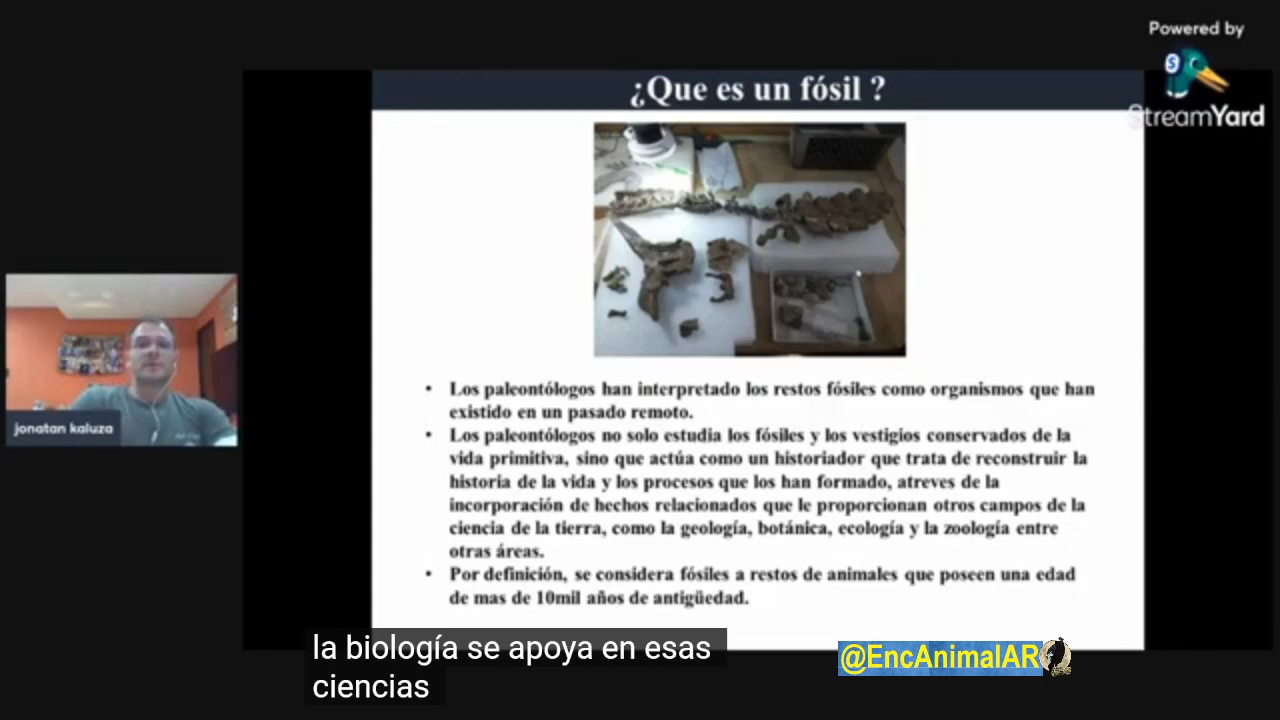 Powered by
StreamYard
¿Que es un fósil ?
jonatan kaluza
• Los paleontólogos han interpretado los restos fósiles como organismos que han
existido en un pasado remoto.
• Los paleontólogos no solo estudia los fósiles y los vestigios conservados de la
vida primitiva, sino que actúa como un historiador que trata de reconstruir la
historia de la vida y los procesos que los han formado, atreves de la
incorporación de hechos relacionados que le proporcionan otros campos de la
ciencia de la tierra, como la geología, botánica, ecología y la zoología entre
otras áreas.
• Por definición, se considera fósiles a restos de animales que poseen una edad
de mas de 10mil años de antigüedad.
la biología se apoya en esas
ciencias
@EncAnimalAR